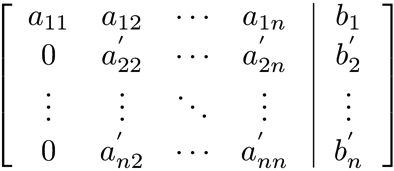 a₁₁ a₁₂ ⋯ a₁ₙ | b₁
0 a′₂₂ ⋯ a′₂ₙ | b′₂
⋮ ⋮ ⋱ ⋮ | ⋮
0 a′ₙ₂ ⋯ a′ₙₙ | b′ₙ